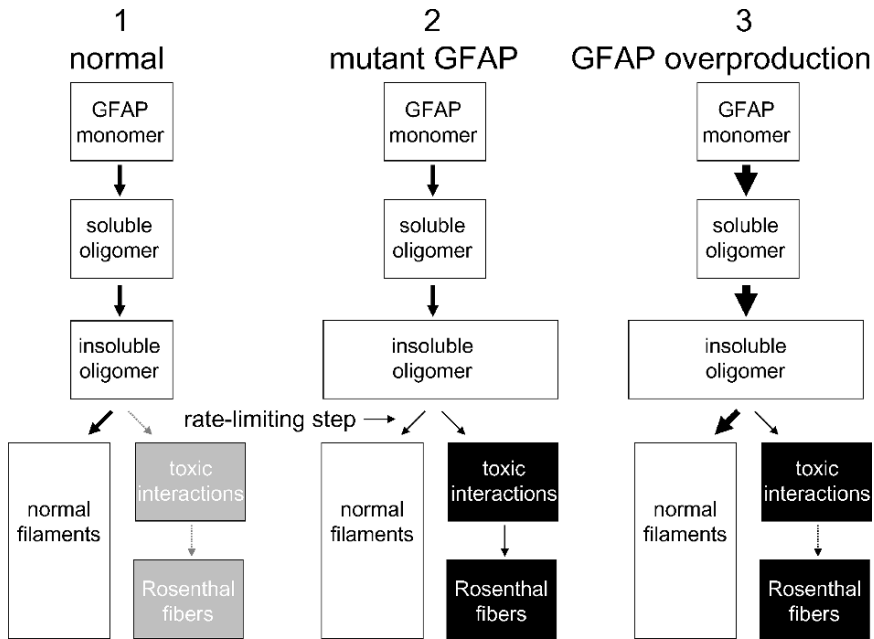 1
normal
GFAP
monomer
soluble
oligomer
insoluble
oligomer
normal
filaments
toxic
interactions
Rosenthal
fibers
2
mutant GFAP
GFAP
monomer
soluble
oligomer
insoluble
oligomer
rate-limiting step
normal
filaments
toxic
interactions
Rosenthal
fibers
3
GFAP overproduction
GFAP
monomer
soluble
oligomer
insoluble
oligomer
normal
filaments
toxic
interactions
Rosenthal
fibers